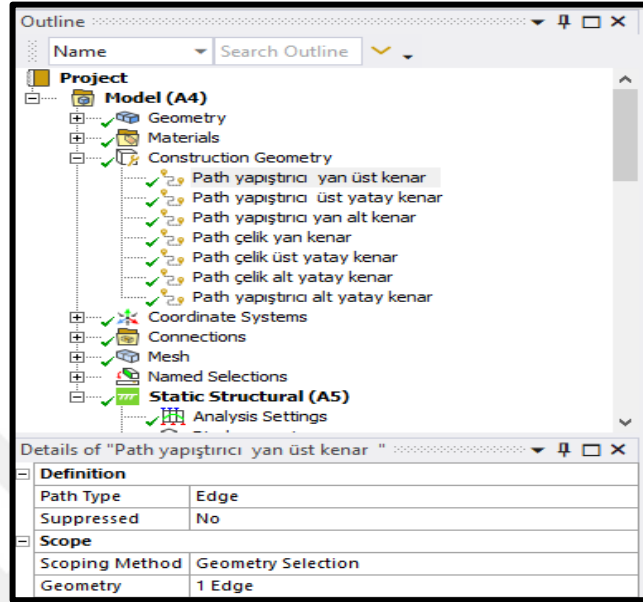 Outline
Name Search Outline
Project
Model (A4)
Geometry
Materials
Construction Geometry
Path yapıştırıcı yan üst kenar
Path yapıştırıcı üst yatay kenar
Path yapıştırıcı yan alt kenar
Path çelik yan kenar
Path çelik üst yatay kenar
Path çelik alt yatay kenar
Path yapıştırıcı alt yatay kenar
Coordinate Systems
Connections
Mesh
Named Selections
Static Structural (A5)
Analysis Settings
Details of "Path yapıştırıcı yan üst kenar "
Definition
Path Type Edge
Suppressed No
Scope
Scoping Method Geometry Selection
Geometry 1 Edge